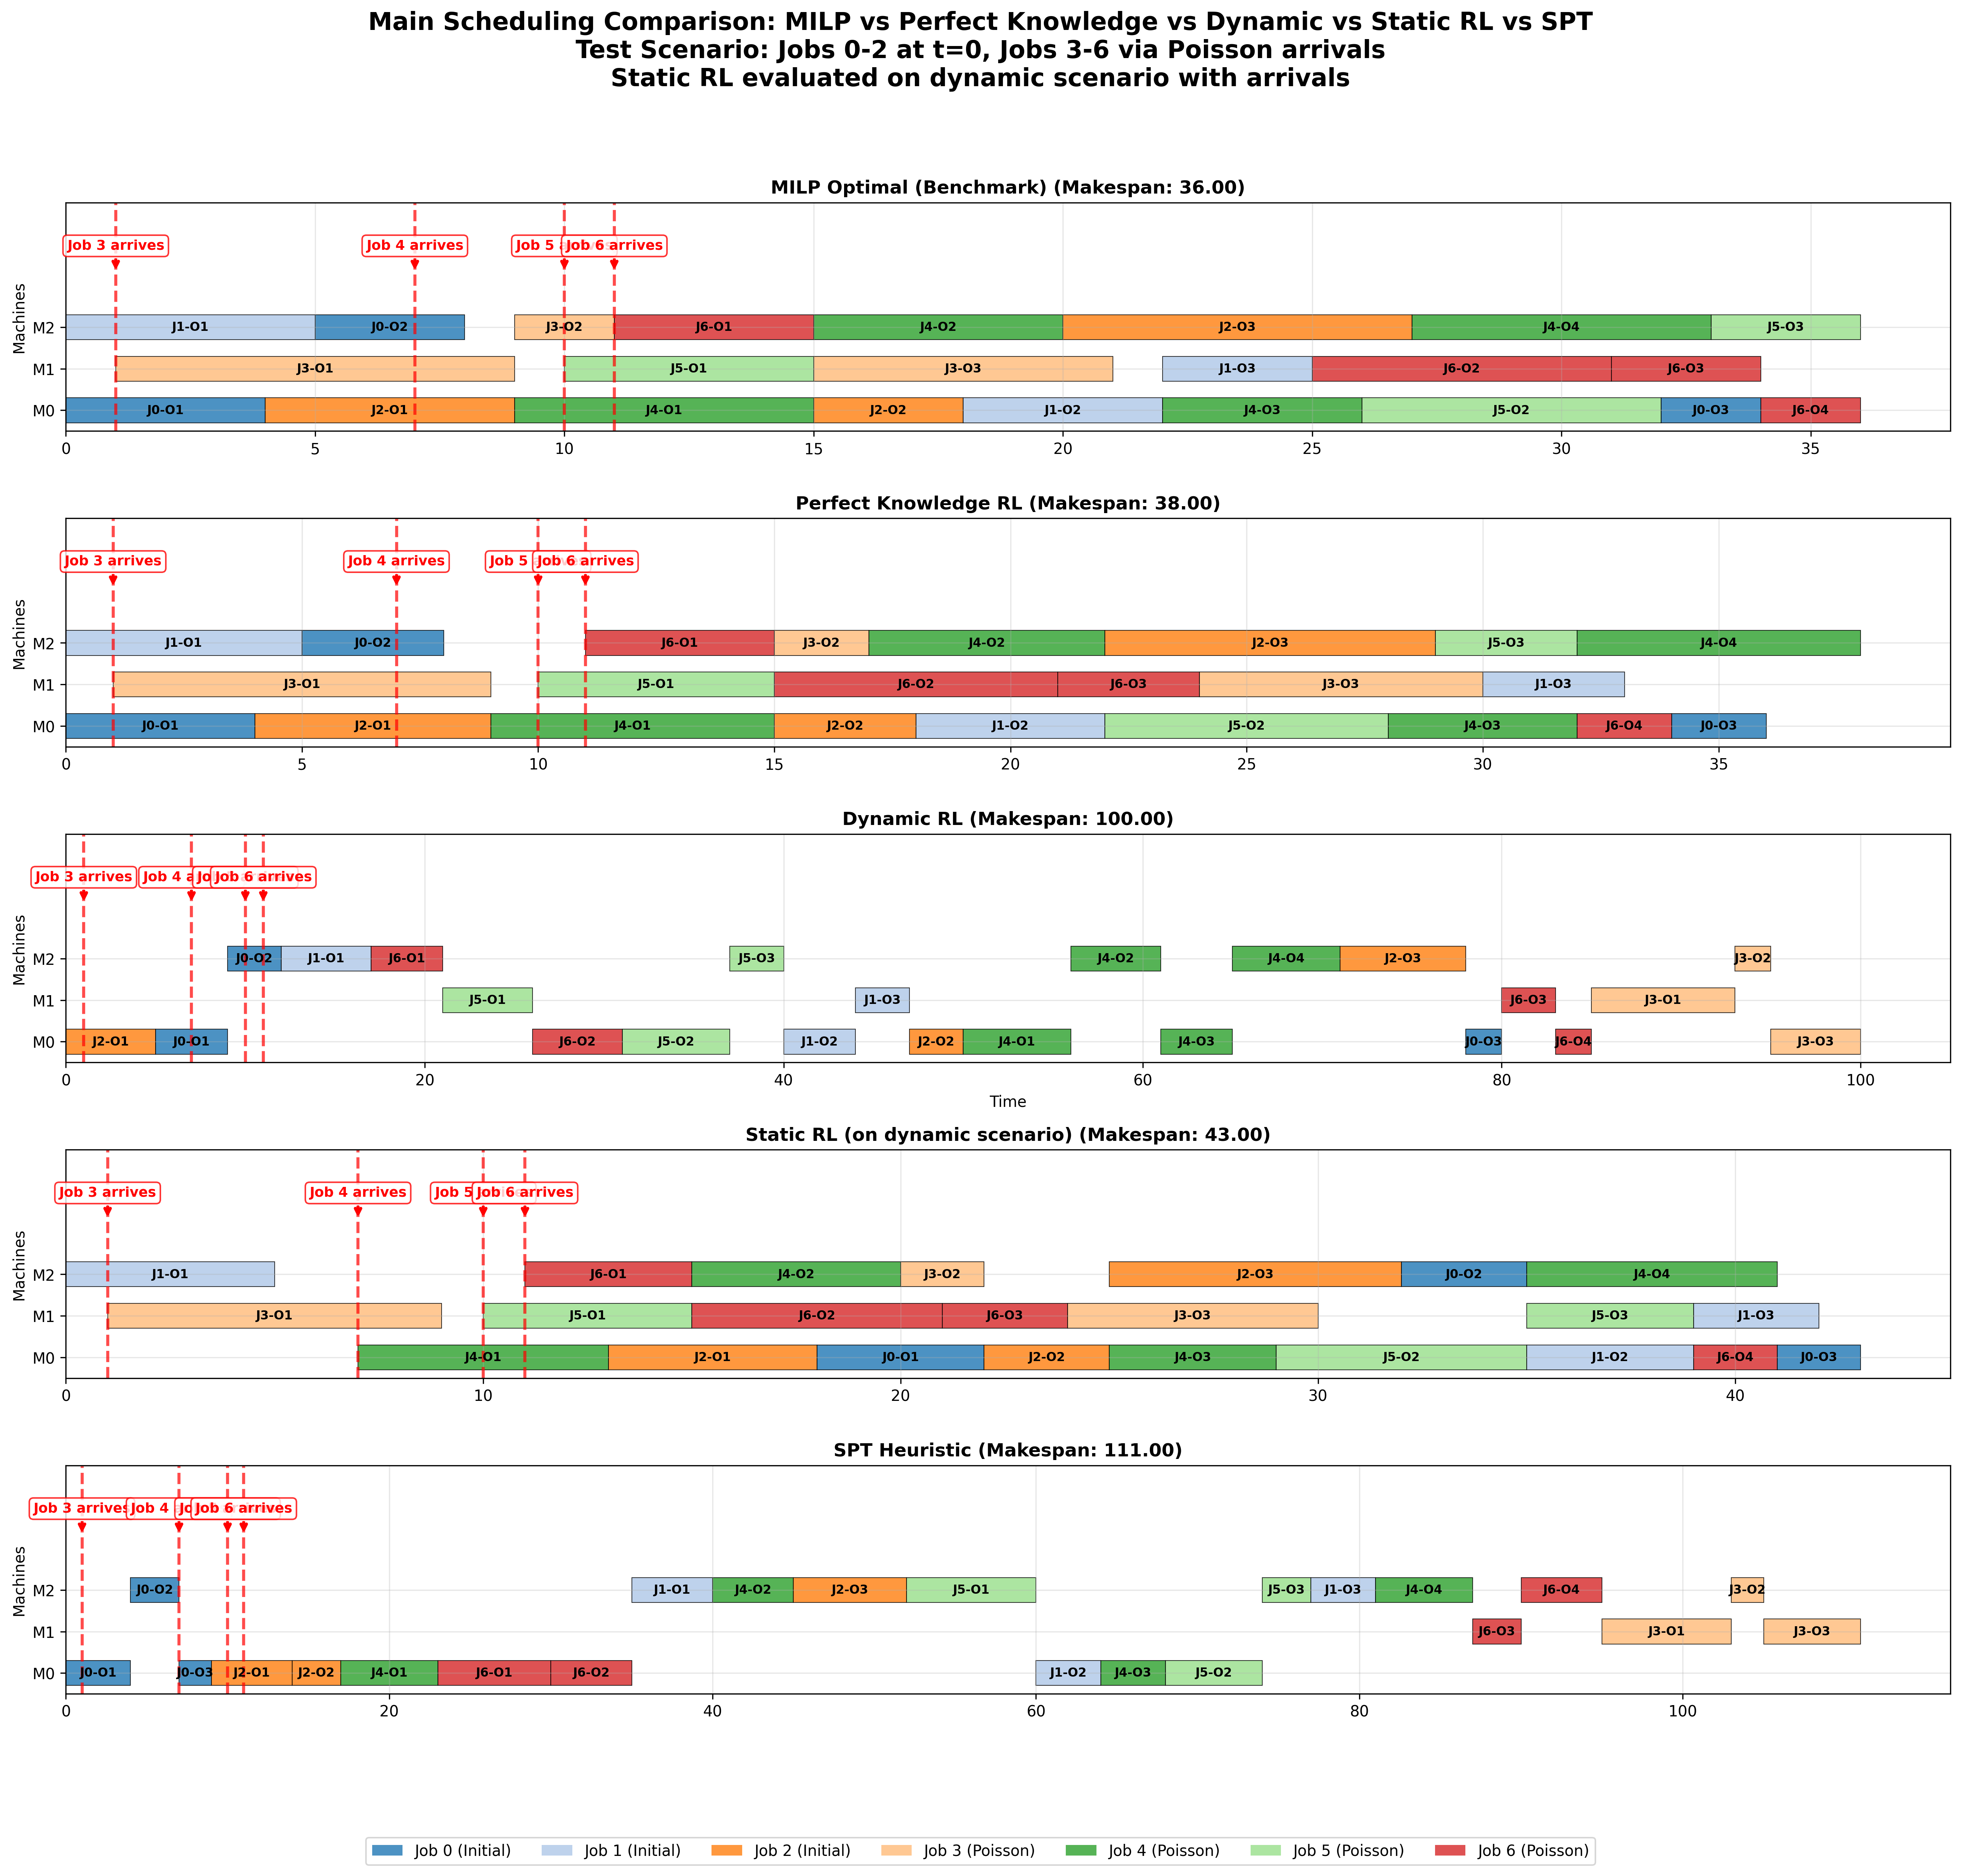 Main Scheduling Comparison: MILP vs Perfect Knowledge vs Dynamic vs Static RL vs SPT
Test Scenario: Jobs 0-2 at t=0, Jobs 3-6 via Poisson arrivals
Static RL evaluated on dynamic scenario with arrivals
MILP Optimal (Benchmark) (Makespan: 36.00)
Job 3 arrives Job 4 arrives Job 5 Job 6 arrives
Machines
M2 J1-O1 J0-O2 J3-O2 J6-O1 J4-O2 J2-O3 J4-O4 J5-O3
M1 J3-O1 J5-O1 J3-O3 J1-O3 J6-O2 J6-O3
M0 J0-O1 J2-O1 J4-O1 J2-O2 J1-O2 J4-O3 J5-O2 J0-O3 J6-O4
0 5 10 15 20 25 30 35
Perfect Knowledge RL (Makespan: 38.00)
Job 3 arrives Job 4 arrives Job 5 Job 6 arrives
Machines
M2 J1-O1 J0-O2 J6-O1 J3-O2 J4-O2 J2-O3 J5-O3 J4-O4
M1 J3-O1 J5-O1 J6-O2 J6-O3 J3-O3 J1-O3
M0 J0-O1 J2-O1 J4-O1 J2-O2 J1-O2 J5-O2 J4-O3 J6-O4 J0-O3
0 5 10 15 20 25 30 35
Dynamic RL (Makespan: 100.00)
Job 3 arrives Job 4 Job 6 arrives
Machines
M2 J0-O2 J1-O1 J6-O1 J5-O3 J4-O2 J4-O4 J2-O3 J3-O2
M1 J5-O1 J1-O3 J6-O3 J3-O1
M0 J2-O1 J0-O1 J6-O2 J5-O2 J1-O2 J2-O2 J4-O1 J4-O3 J0-O3 J6-O4 J3-O3
0 20 40 60 80 100
Time
Static RL (on dynamic scenario) (Makespan: 43.00)
Job 3 arrives Job 4 arrives Job 5 Job 6 arrives
Machines
M2 J1-O1 J6-O1 J4-O2 J3-O2 J2-O3 J0-O2 J4-O4
M1 J3-O1 J5-O1 J6-O2 J6-O3 J3-O3 J5-O3 J1-O3
M0 J4-O1 J2-O1 J0-O1 J2-O2 J4-O3 J5-O2 J1-O2 J6-O4 J0-O3
0 10 20 30 40
SPT Heuristic (Makespan: 111.00)
Job 3 arrives Job 4 Job 6 arrives
Machines
M2 J0-O2 J1-O1 J4-O2 J2-O3 J5-O1 J5-O3 J1-O3 J4-O4 J6-O4 J3-O2
M1 J6-O3 J3-O1 J3-O3
M0 J0-O1 J0-O3 J2-O1 J2-O2 J4-O1 J6-O1 J6-O2 J1-O2 J4-O3 J5-O2
0 20 40 60 80 100
Job 0 (Initial) Job 1 (Initial) Job 2 (Initial) Job 3 (Poisson) Job 4 (Poisson) Job 5 (Poisson) Job 6 (Poisson)